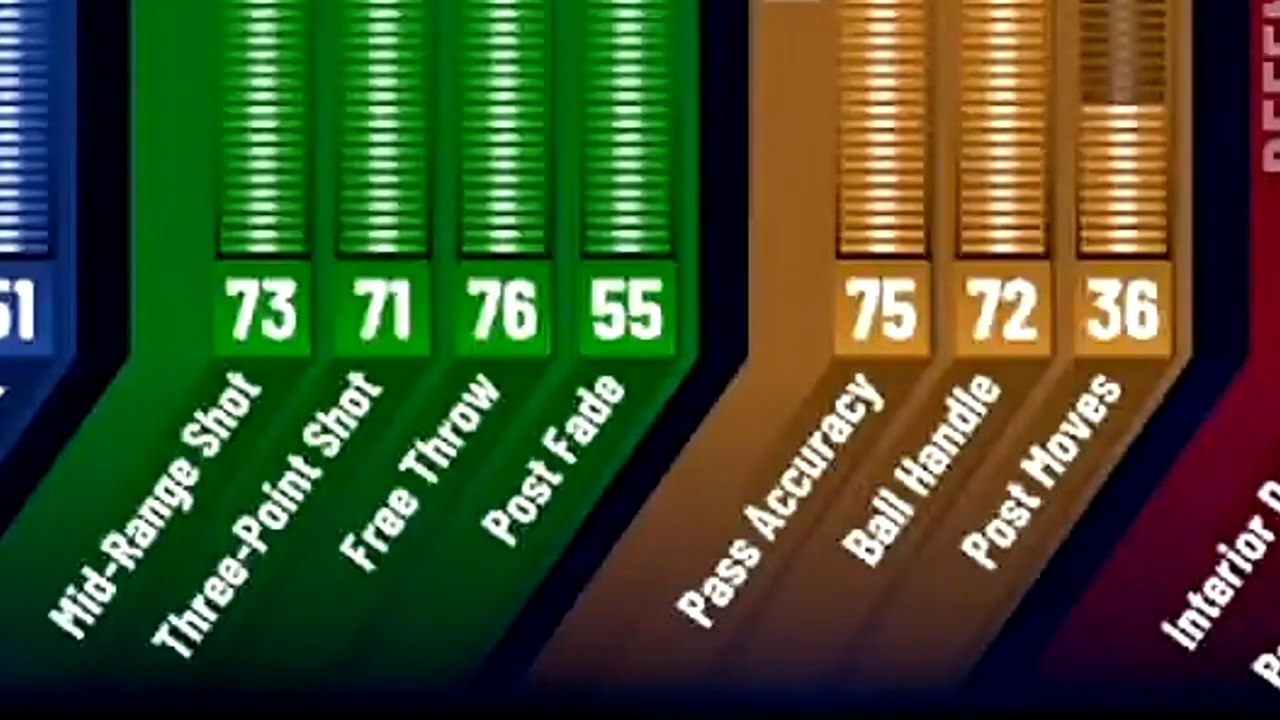 73 71 76 55
75 72 36
Mid-Range Shot
Three-Point Shot
Free Throw
Post Fade
Pass Accuracy
Ball Handle
Post Moves
Interior